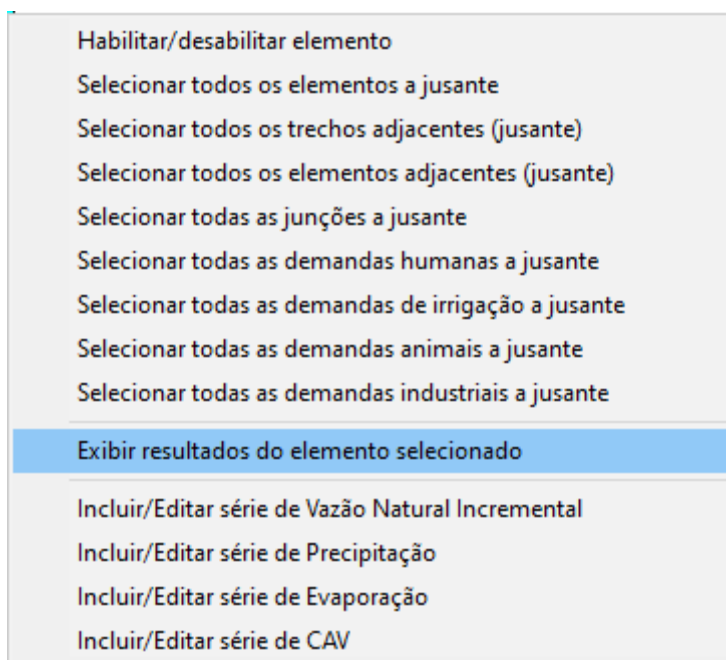 Habilitar/desabilitar elemento
Selecionar todos os elementos a jusante
Selecionar todos os trechos adjacentes (jusante)
Selecionar todos os elementos adjacentes (jusante)
Selecionar todas as junções a jusante
Selecionar todas as demandas humanas a jusante
Selecionar todas as demandas de irrigação a jusante
Selecionar todas as demandas animais a jusante
Selecionar todas as demandas industriais a jusante
Exibir resultados do elemento selecionado
Incluir/Editar série de Vazão Natural Incremental
Incluir/Editar série de Precipitação
Incluir/Editar série de Evaporação
Incluir/Editar série de CAV